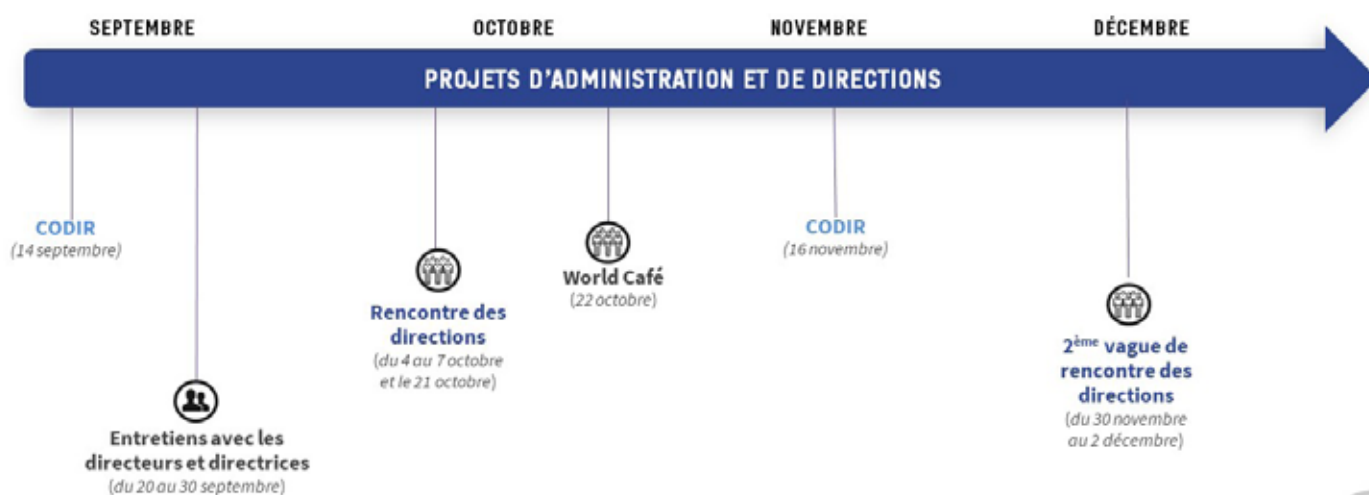 SEPTEMBRE
OCTOBRE
NOVEMBRE
DÉCEMBRE
PROJETS D'ADMINISTRATION ET DE DIRECTIONS
CODIR
(14 septembre)
Entretiens avec les
directeurs et directrices
(du 20 au 30 septembre)
Rencontre des
directions
(du 4 au 7 octobre
et le 21 octobre)
World Café
(22 octobre)
CODIR
(16 novembre)
2ème vague de
rencontre des
directions
(du 30 novembre
au 2 décembre)